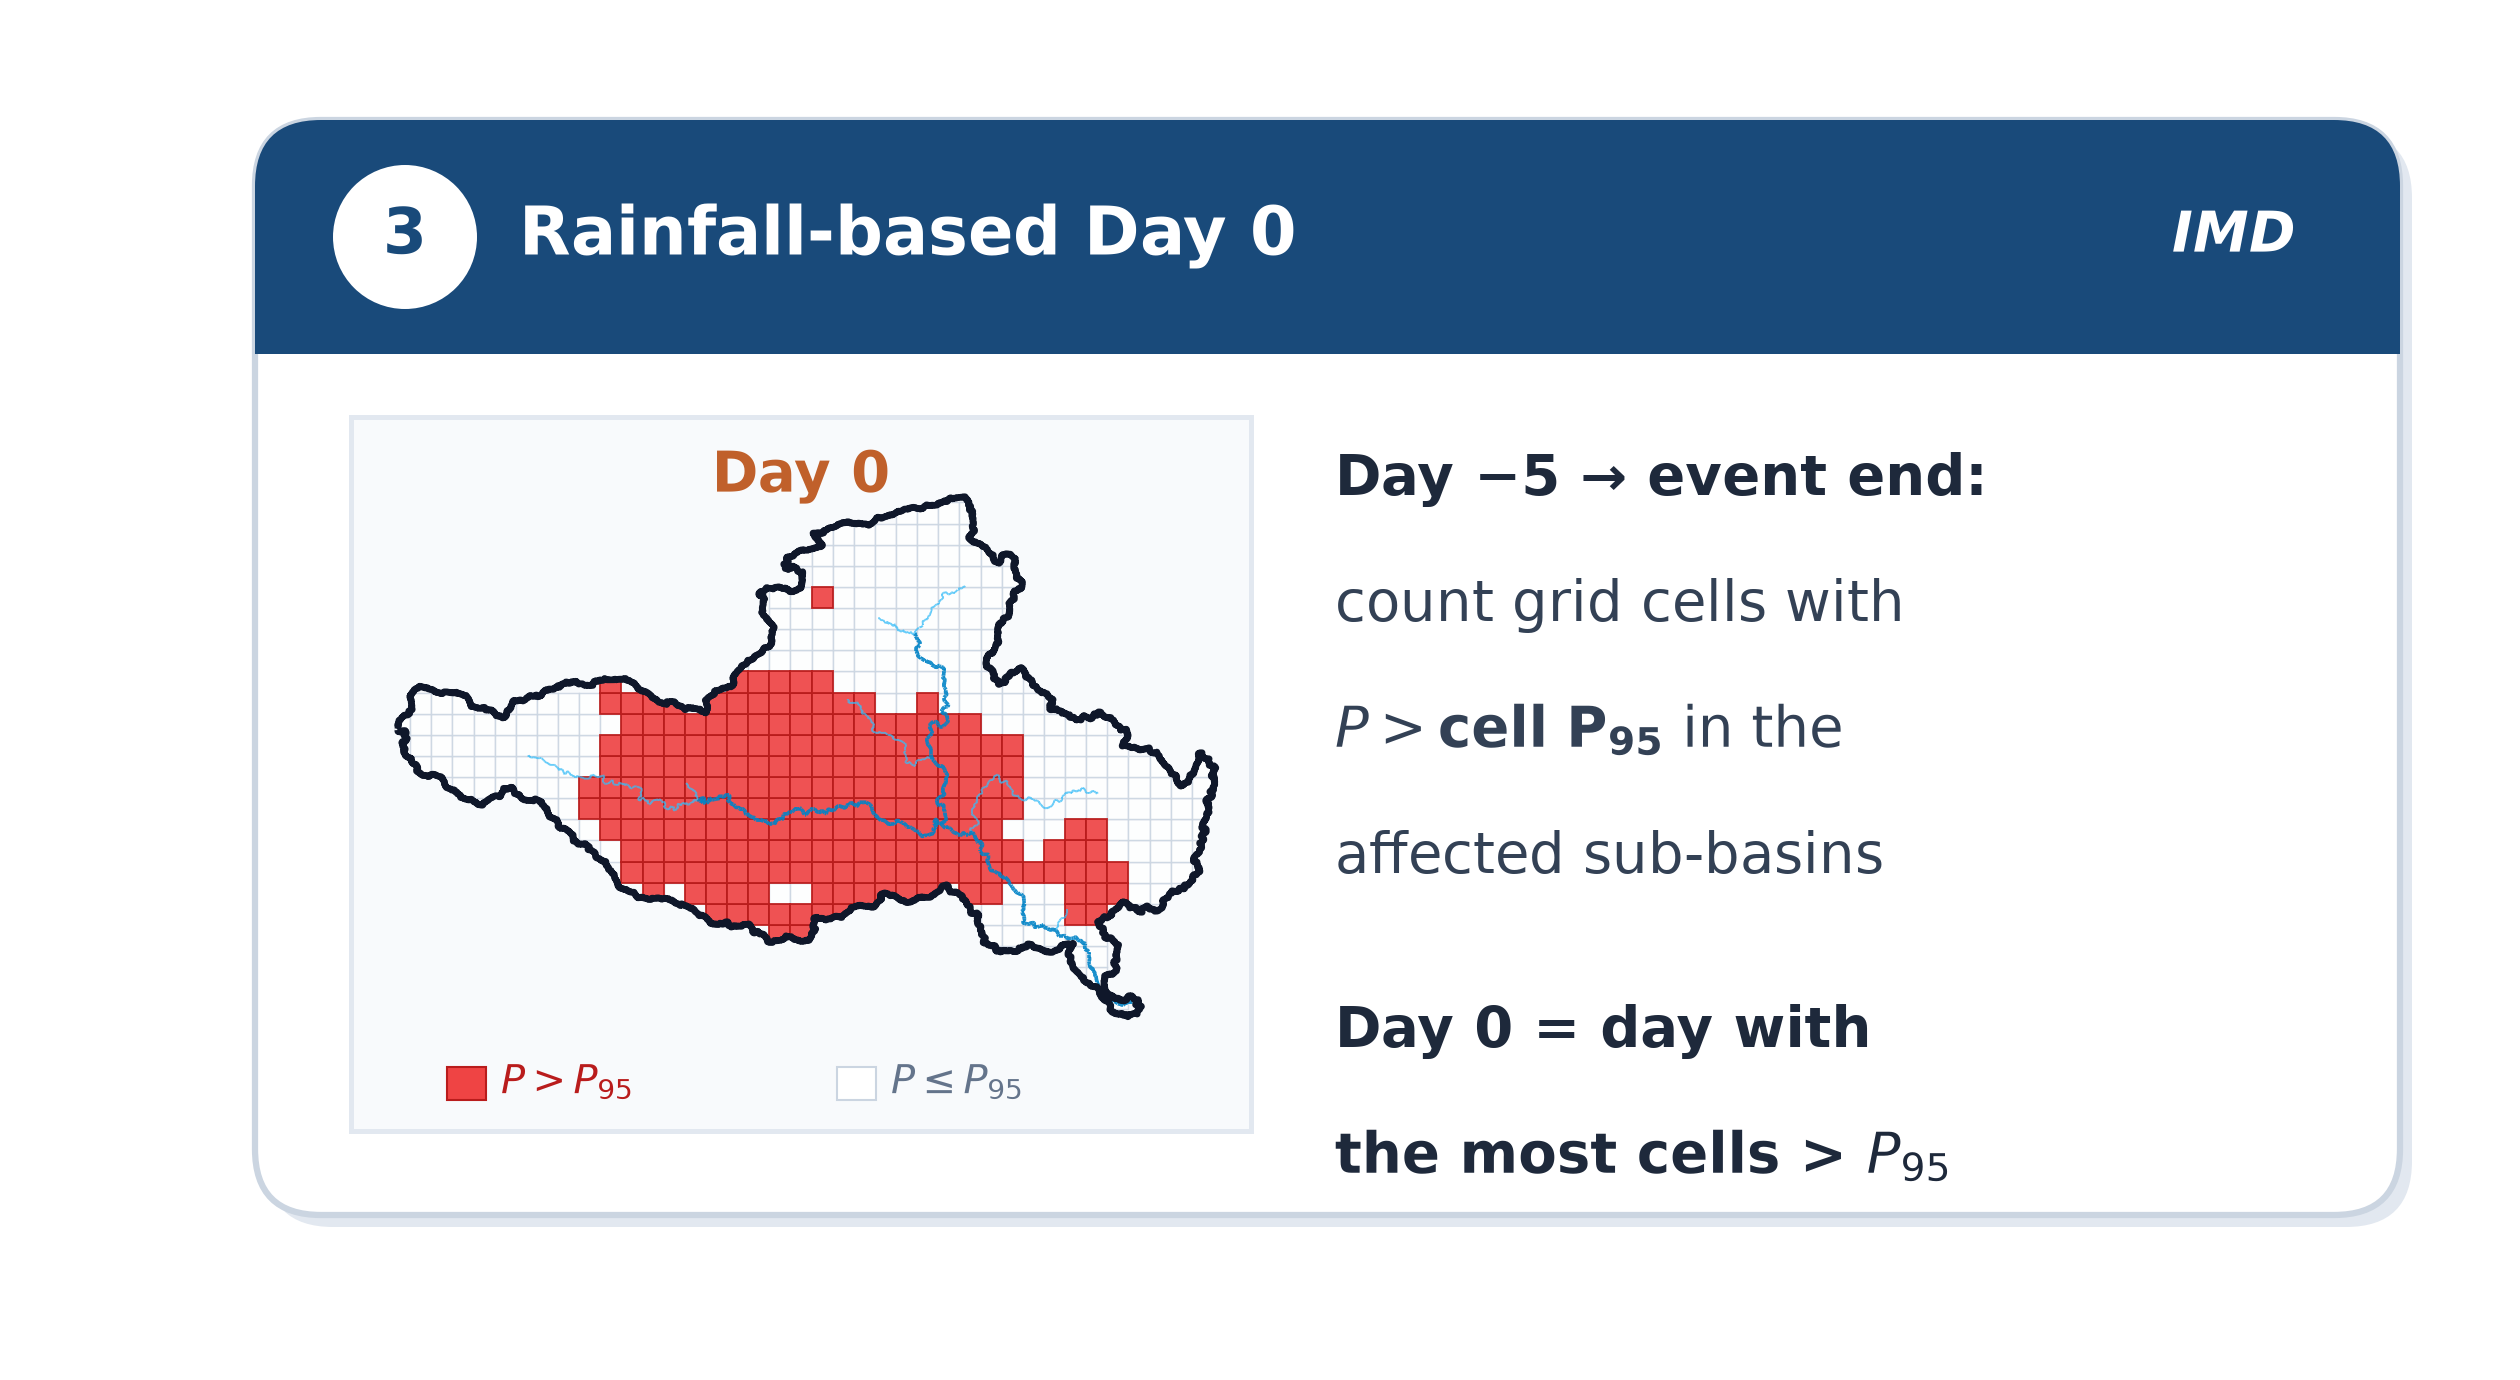 3 Rainfall-based Day 0 IMD
Day 0
P > P₉₅ P ≤ P₉₅
Day −5 → event end:
count grid cells with
P > cell P₉₅ in the
affected sub-basins
Day 0 = day with
the most cells > P₉₅